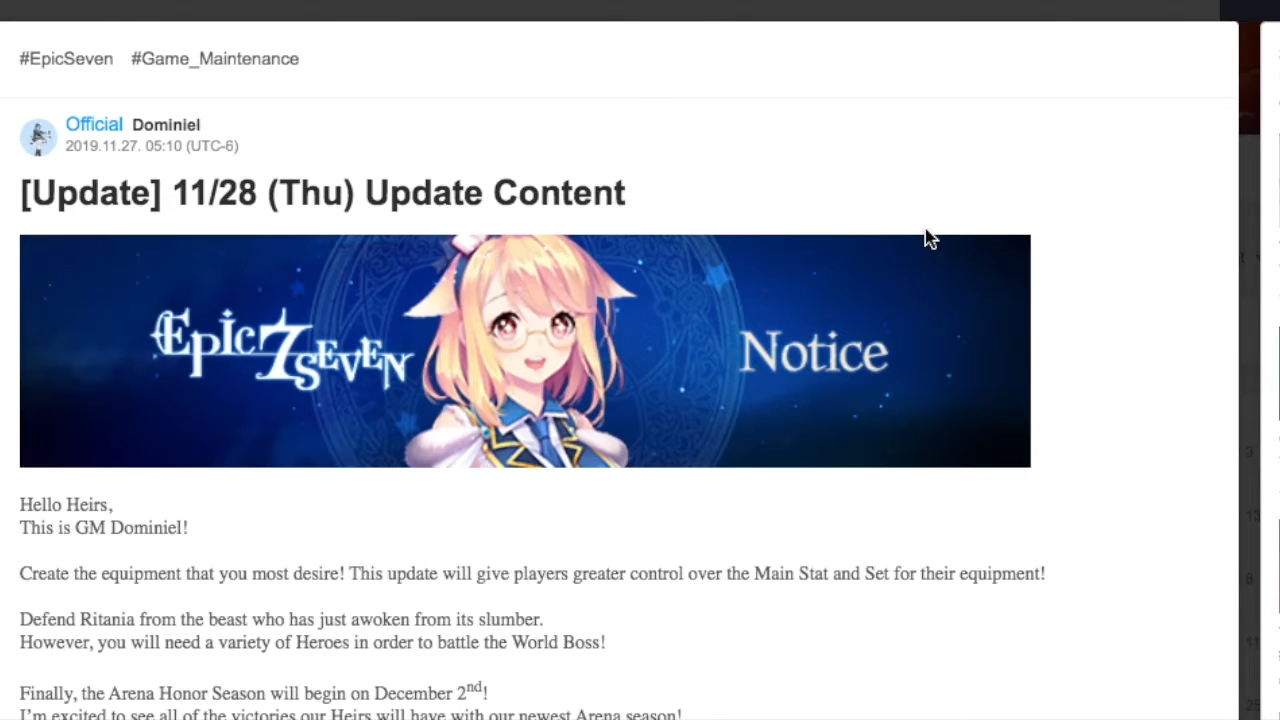 #EpicSeven #Game_Maintenance
Official Dominiel
2019.11.27. 05:10 (UTC-6)
[Update] 11/28 (Thu) Update Content
Epic 7 SEVEN
Notice
Hello Heirs,
This is GM Dominiel!
Create the equipment that you most desire! This update will give players greater control over the Main Stat and Set for their equipment!
Defend Ritania from the beast who has just awoken from its slumber.
However, you will need a variety of Heroes in order to battle the World Boss!
Finally, the Arena Honor Season will begin on December 2nd!
I'm excited to see all of the victories our Heirs will have with our newest Arena season!